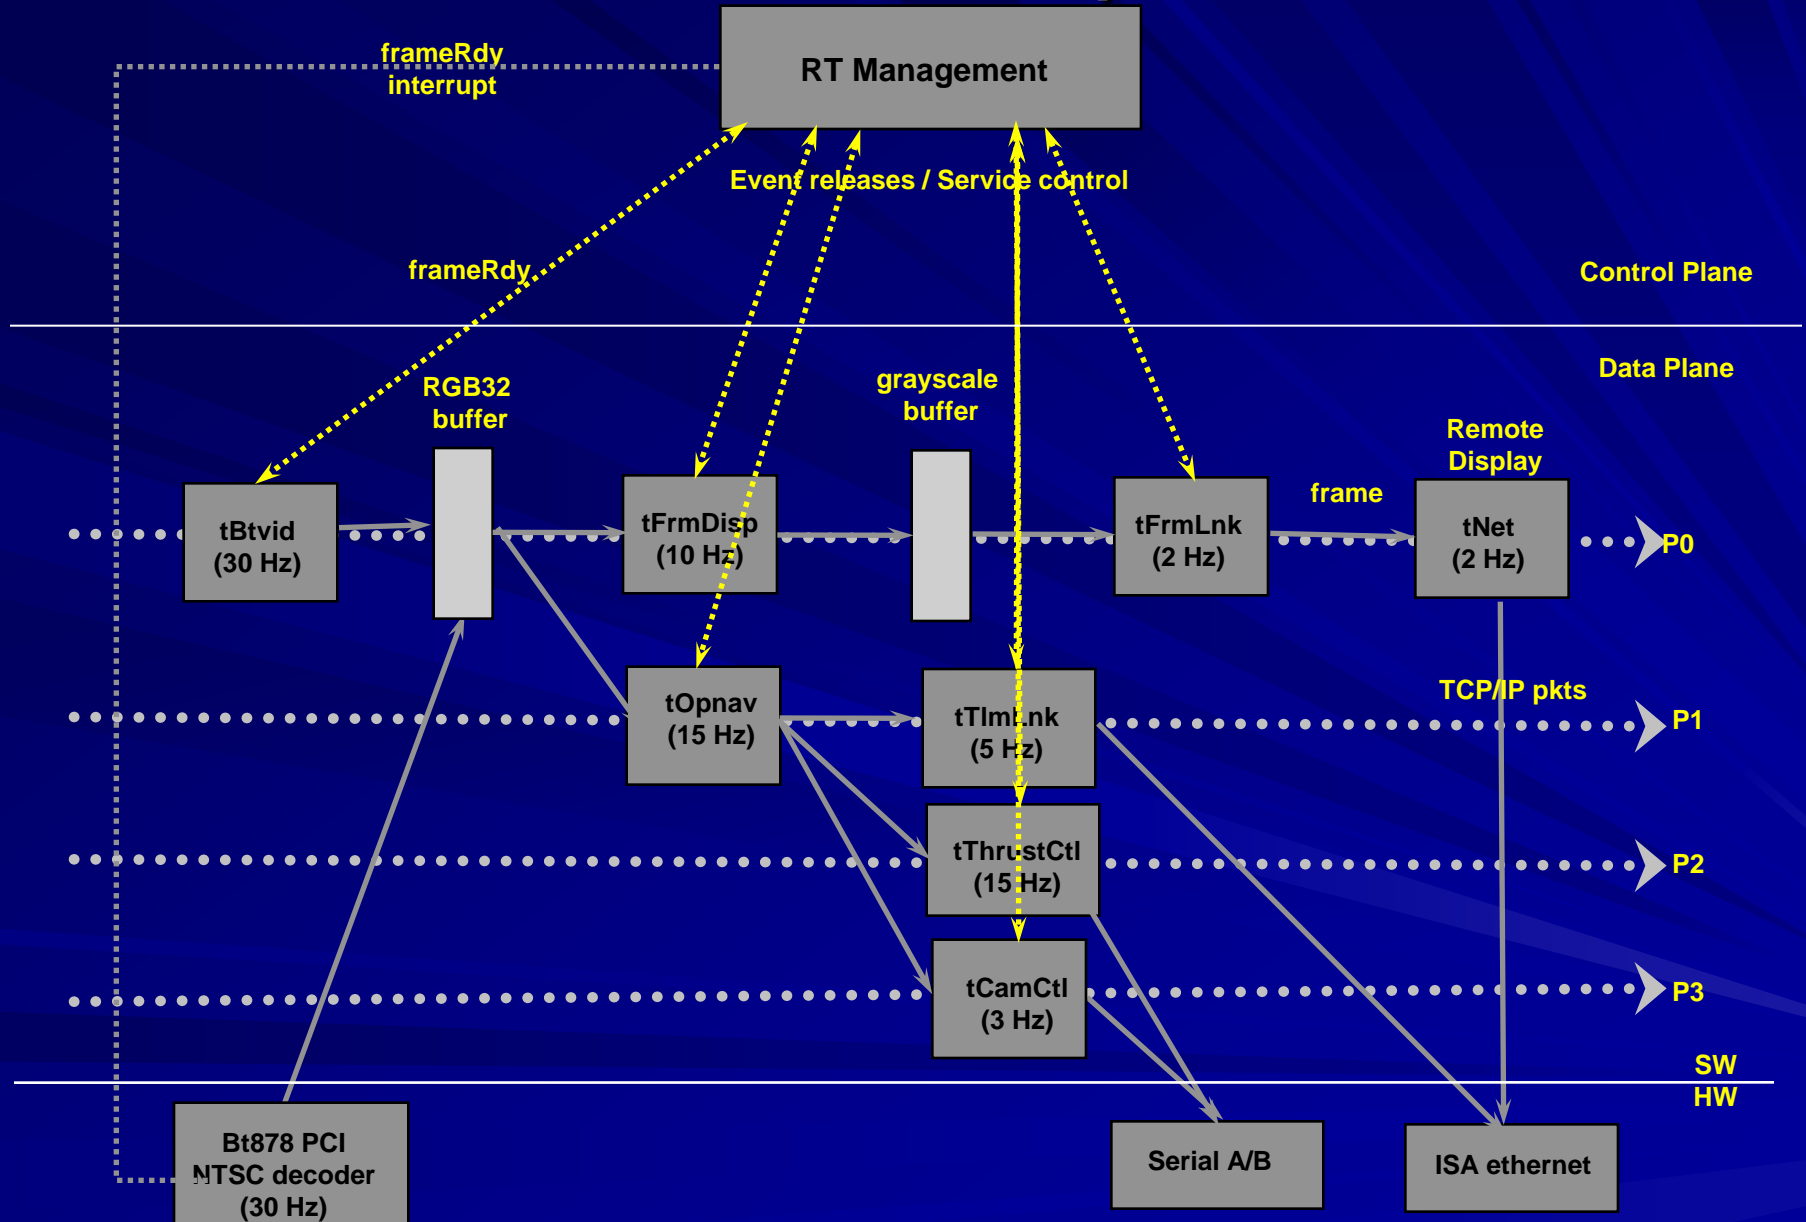 frameRdy
interrupt
RT Management
Event releases / Service control
frameRdy
Control Plane
Data Plane
RGB32
buffer
grayscale
buffer
Remote
Display
tBtvid
(30 Hz)
tFrmDisp
(10 Hz)
tFrmLnk
(2 Hz)
frame
tNet
(2 Hz)
P0
tOpnav
(15 Hz)
tTlmLnk
(5 Hz)
TCP/IP pkts
P1
tThrustCtl
(15 Hz)
P2
tCamCtl
(3 Hz)
P3
SW
HW
Bt878 PCI
NTSC decoder
(30 Hz)
Serial A/B
ISA ethernet